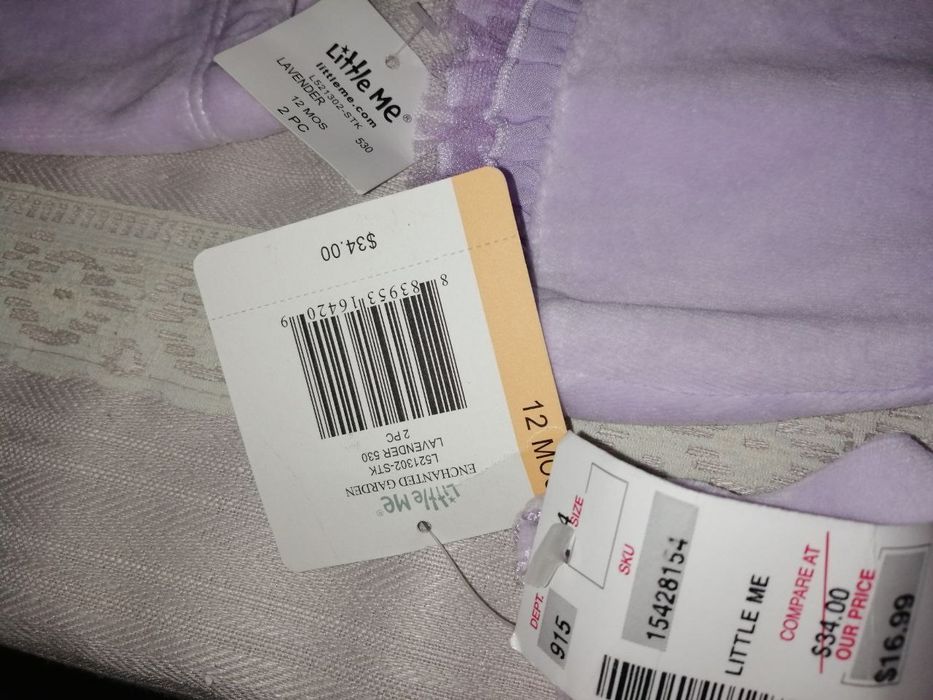 Little Me®
littleme.com
L521302-STK 530
LAVENDER
12 MOS
2 PC
Little Me®
ENCHANTED GARDEN
L521302-STK
LAVENDER 530
2 PC
8 83953 16420 9
$34.00
12 MOS
DEPT.
915
SIZE
SKU
15428154
LITTLE ME
COMPARE AT
$34.00
OUR PRICE
$16.99